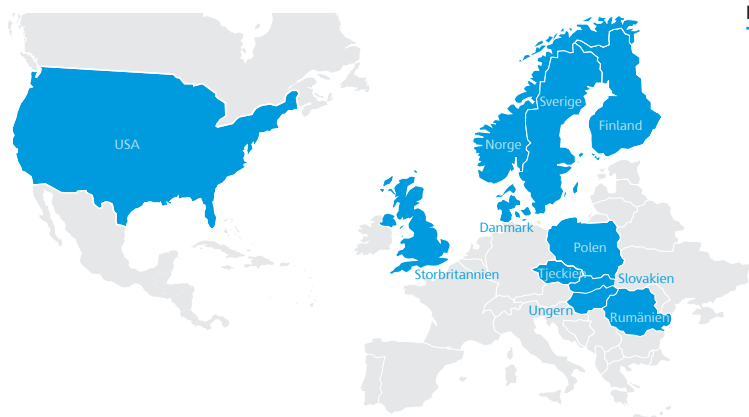 Sverige
Finland
USA
Norge
Danmark
Polen
Storbritannien
Tjeckien
Slovakien
Ungern
Rumänien